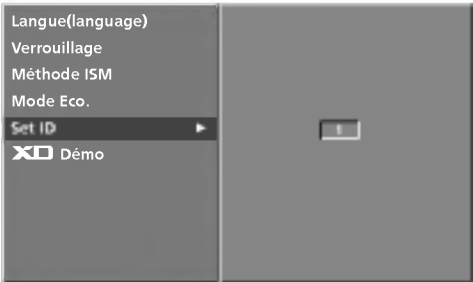 Langue(language)
Verrouillage
Méthode ISM
Mode Eco.
Set ID ►
XD Démo
1